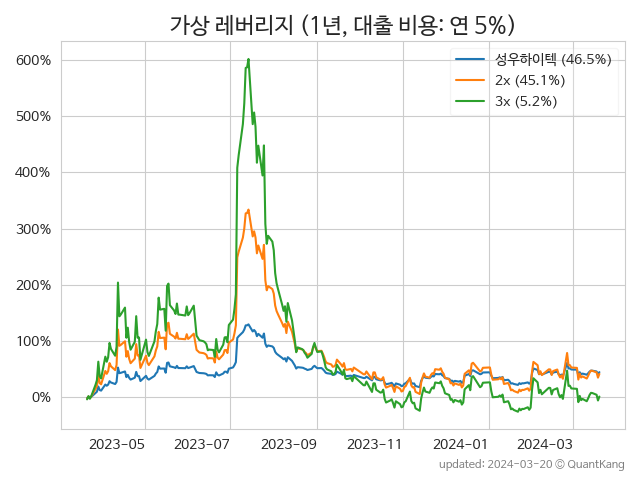 가상 레버리지 (1년, 대출 비용: 연 5%)
600%
500%
400%
300%
200%
100%
0%
성우하이텍 (46.5%)
2x (45.1%)
3x (5.2%)
2023-05
2023-07
2023-09
2023-11
2024-01
2024-03
updated: 2024-03-20 © QuantKang